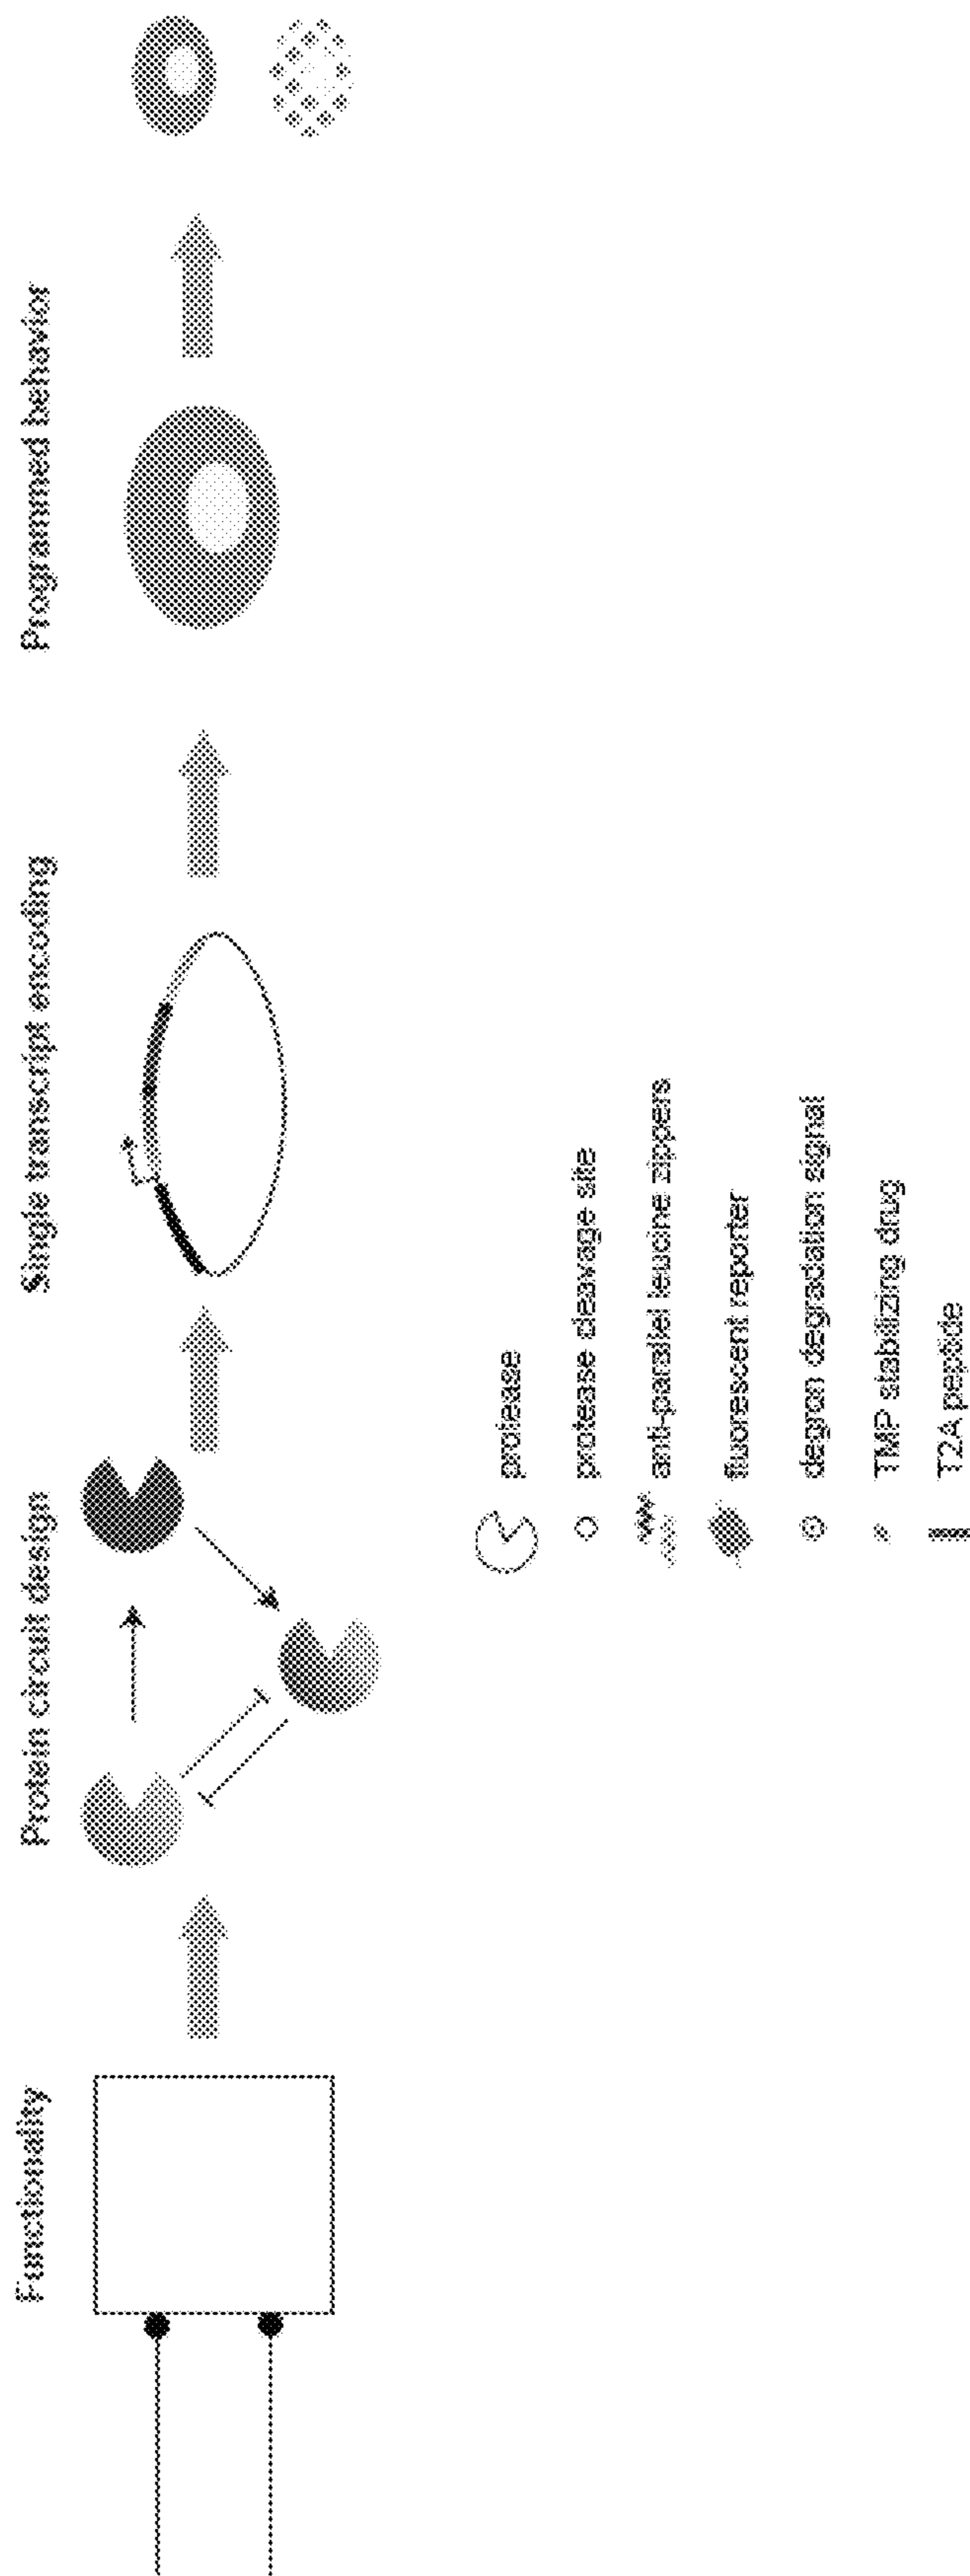 Functionality
Protein circuit design
Single transcript encoding
Programmed behavior
protease
protease cleavage site
anti-parallel leucine zippers
fluorescent reporter
degron degradation signal
TMP stabilizing drug
T2A peptide